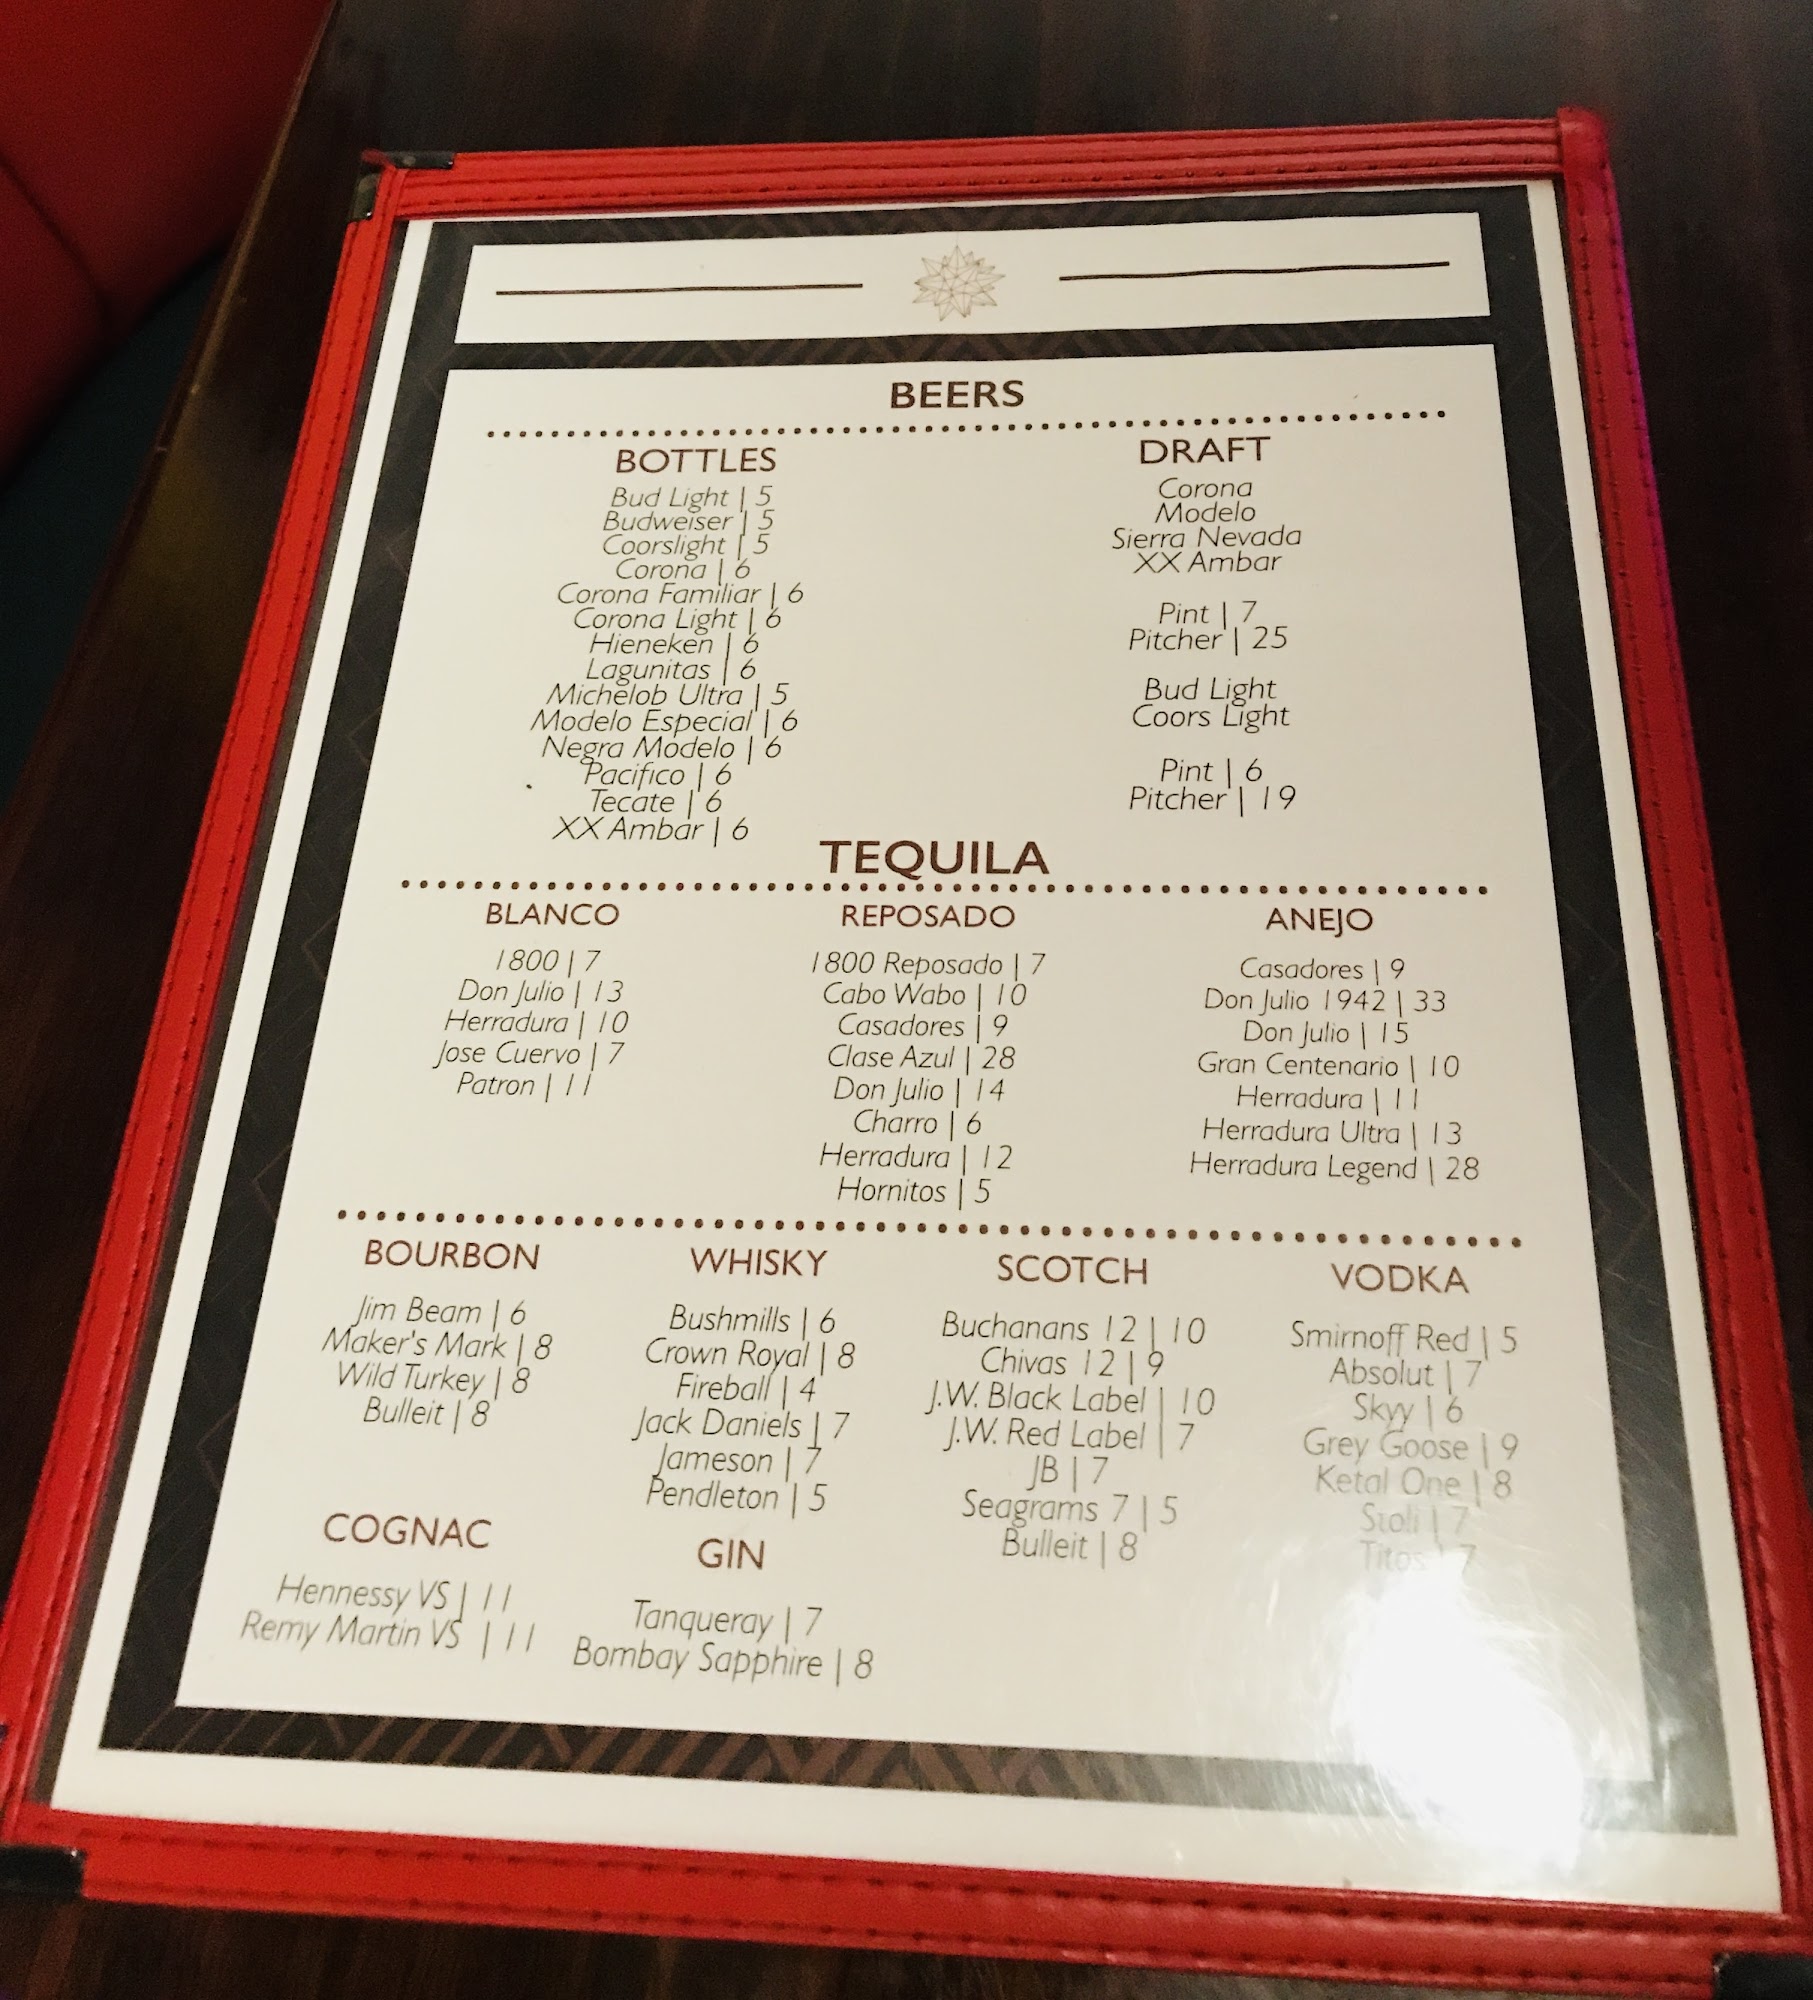 BEERS
BOTTLES
Bud Light | 5
Budweiser | 5
Coorslight | 5
Corona | 6
Corona Familiar | 6
Corona Light | 6
Hieneken | 6
Lagunitas | 6
Michelob Ultra | 5
Modelo Especial | 6
Negra Modelo | 6
Pacifico | 6
Tecate | 6
XX Ambar | 6
DRAFT
Corona
Modelo
Sierra Nevada
XX Ambar
Pint | 7
Pitcher | 25
Bud Light
Coors Light
Pint | 6
Pitcher | 19
TEQUILA
BLANCO
1800 | 7
Don Julio | 13
Herradura | 10
Jose Cuervo | 7
Patron | 11
REPOSADO
1800 Reposado | 7
Cabo Wabo | 10
Casadores | 9
Clase Azul | 28
Don Julio | 14
Charro | 6
Herradura | 12
Hornitos | 5
ANEJO
Casadores | 9
Don Julio 1942 | 33
Don Julio | 15
Gran Centenario | 10
Herradura | 11
Herradura Ultra | 13
Herradura Legend | 28
BOURBON
Jim Beam | 6
Maker's Mark | 8
Wild Turkey | 8
Bulleit | 8
WHISKY
Bushmills | 6
Crown Royal | 8
Fireball | 4
Jack Daniels | 7
Jameson | 7
Pendleton | 5
SCOTCH
Buchanans 12 | 10
Chivas 12 | 9
J.W. Black Label | 10
J.W. Red Label | 7
JB | 7
Seagrams 7 | 5
Bulleit | 8
VODKA
Smirnoff Red | 5
Absolut | 7
Skyy | 6
Grey Goose | 9
Ketal One | 8
Stoli | 7
Titos | 7
COGNAC
Hennessy VS | 11
Remy Martin VS | 11
GIN
Tanqueray | 7
Bombay Sapphire | 8